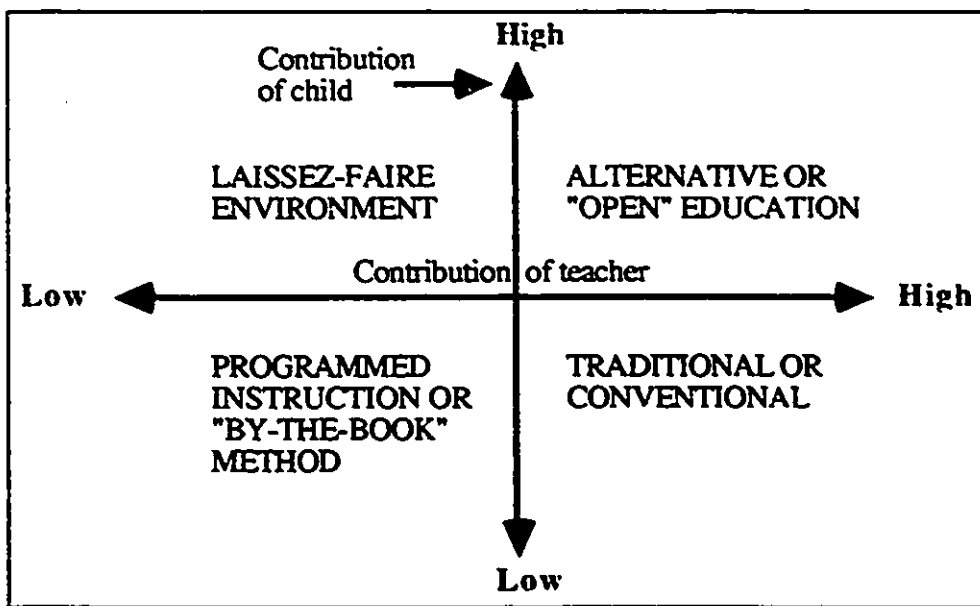 High
Contribution
of child
LAISSEZ-FAIRE
ENVIRONMENT
ALTERNATIVE OR
"OPEN" EDUCATION
Contribution of teacher
Low
High
PROGRAMMED
INSTRUCTION OR
"BY-THE-BOOK"
METHOD
TRADITIONAL OR
CONVENTIONAL
Low